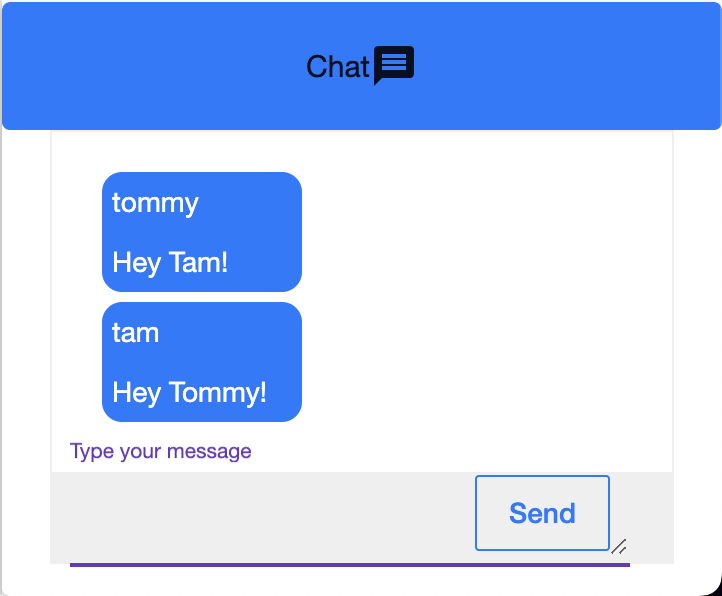 Chat
tommy
Hey Tam!
tam
Hey Tommy!
Type your message
Send